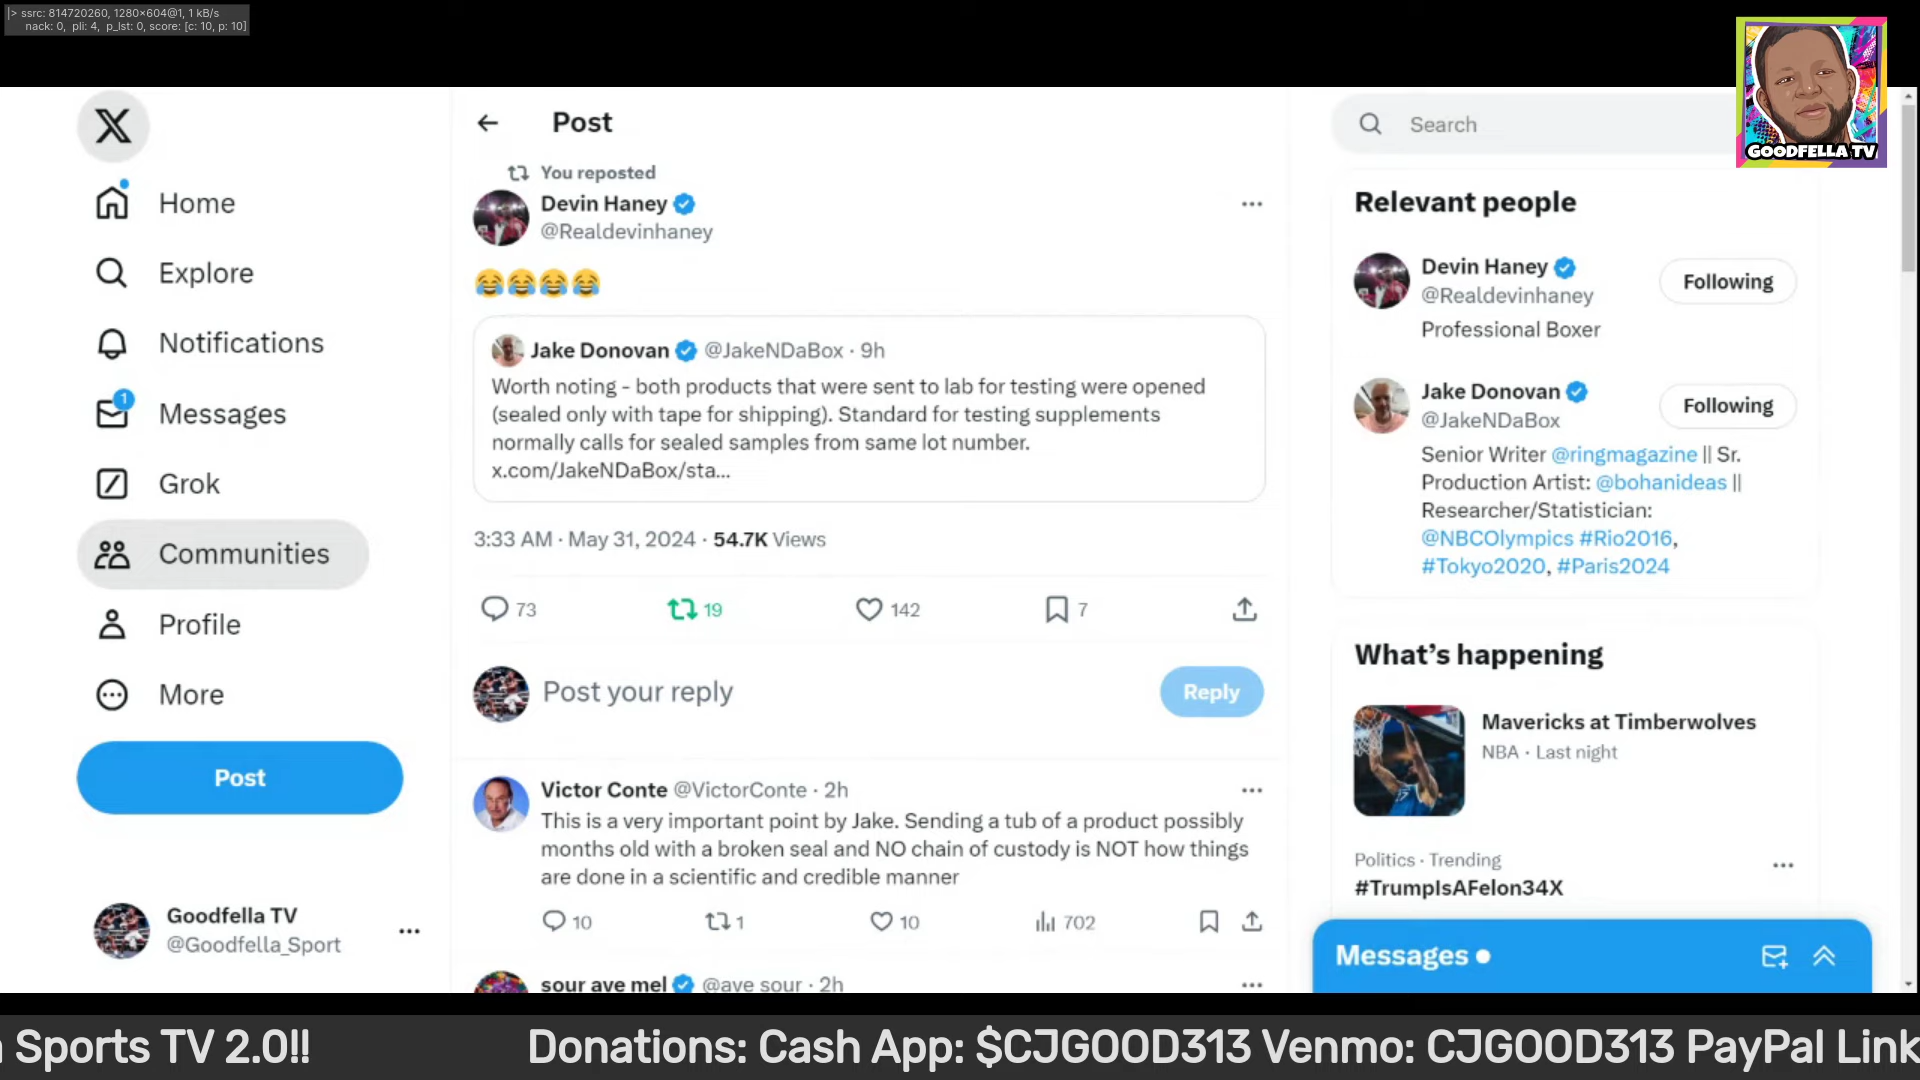 |> ssrc: 814720260, 1280×604@1, 1 kB/s
nack: 0, pli: 4, p_lst: 0, score: [c: 10, p: 10]
GOODFELLA TV
X
Home
Explore
Notifications
1
Messages
Grok
Communities
Profile
More
Post
Goodfella TV
@Goodfella_Sport
Post
You reposted
Devin Haney
@Realdevinhaney
😂😂😂😂
Jake Donovan @JakeNDaBox · 9h
Worth noting - both products that were sent to lab for testing were opened
(sealed only with tape for shipping). Standard for testing supplements
normally calls for sealed samples from same lot number.
x.com/JakeNDaBox/sta...
3:33 AM · May 31, 2024 · 54.7K Views
73 19 142 7
Post your reply
Reply
Victor Conte @VictorConte · 2h
This is a very important point by Jake. Sending a tub of a product possibly
months old with a broken seal and NO chain of custody is NOT how things
are done in a scientific and credible manner
10 1 10 702
sour ave mel @ave sour · 2h
Search
Relevant people
Devin Haney
@Realdevinhaney
Following
Professional Boxer
Jake Donovan
@JakeNDaBox
Following
Senior Writer @ringmagazine || Sr.
Production Artist: @bohanideas ||
Researcher/Statistician:
@NBCOlympics #Rio2016,
#Tokyo2020, #Paris2024
What's happening
Mavericks at Timberwolves
NBA · Last night
Politics · Trending
#TrumpIsAFelon34X
Messages
Sports TV 2.0!! Donations: Cash App: $CJGOOD313 Venmo: CJGOOD313 PayPal Link